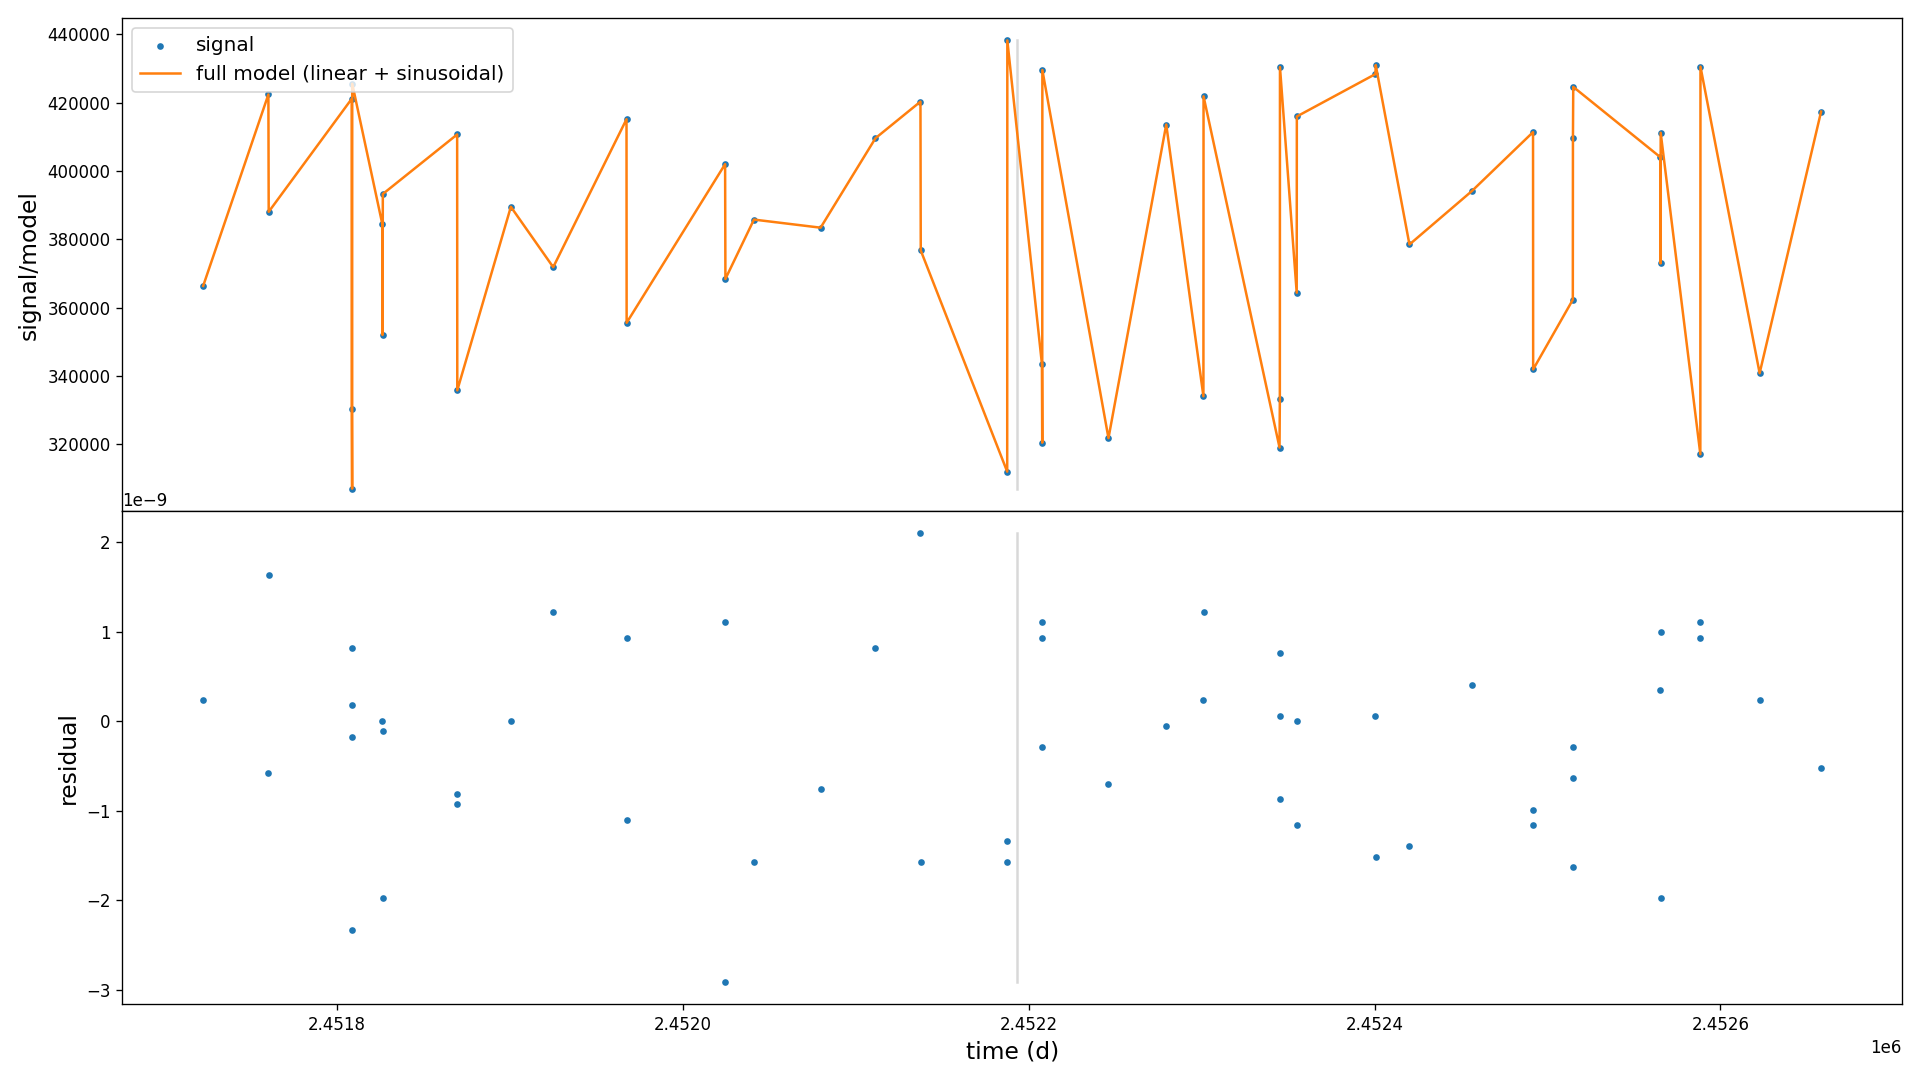 440000
420000
400000
380000
360000
340000
320000
signal/model
signal
full model (linear + sinusoidal)
1e−9
2
1
0
−1
−2
−3
residual
2.4518
2.4520
2.4522
2.4524
2.4526
time (d)
1e6